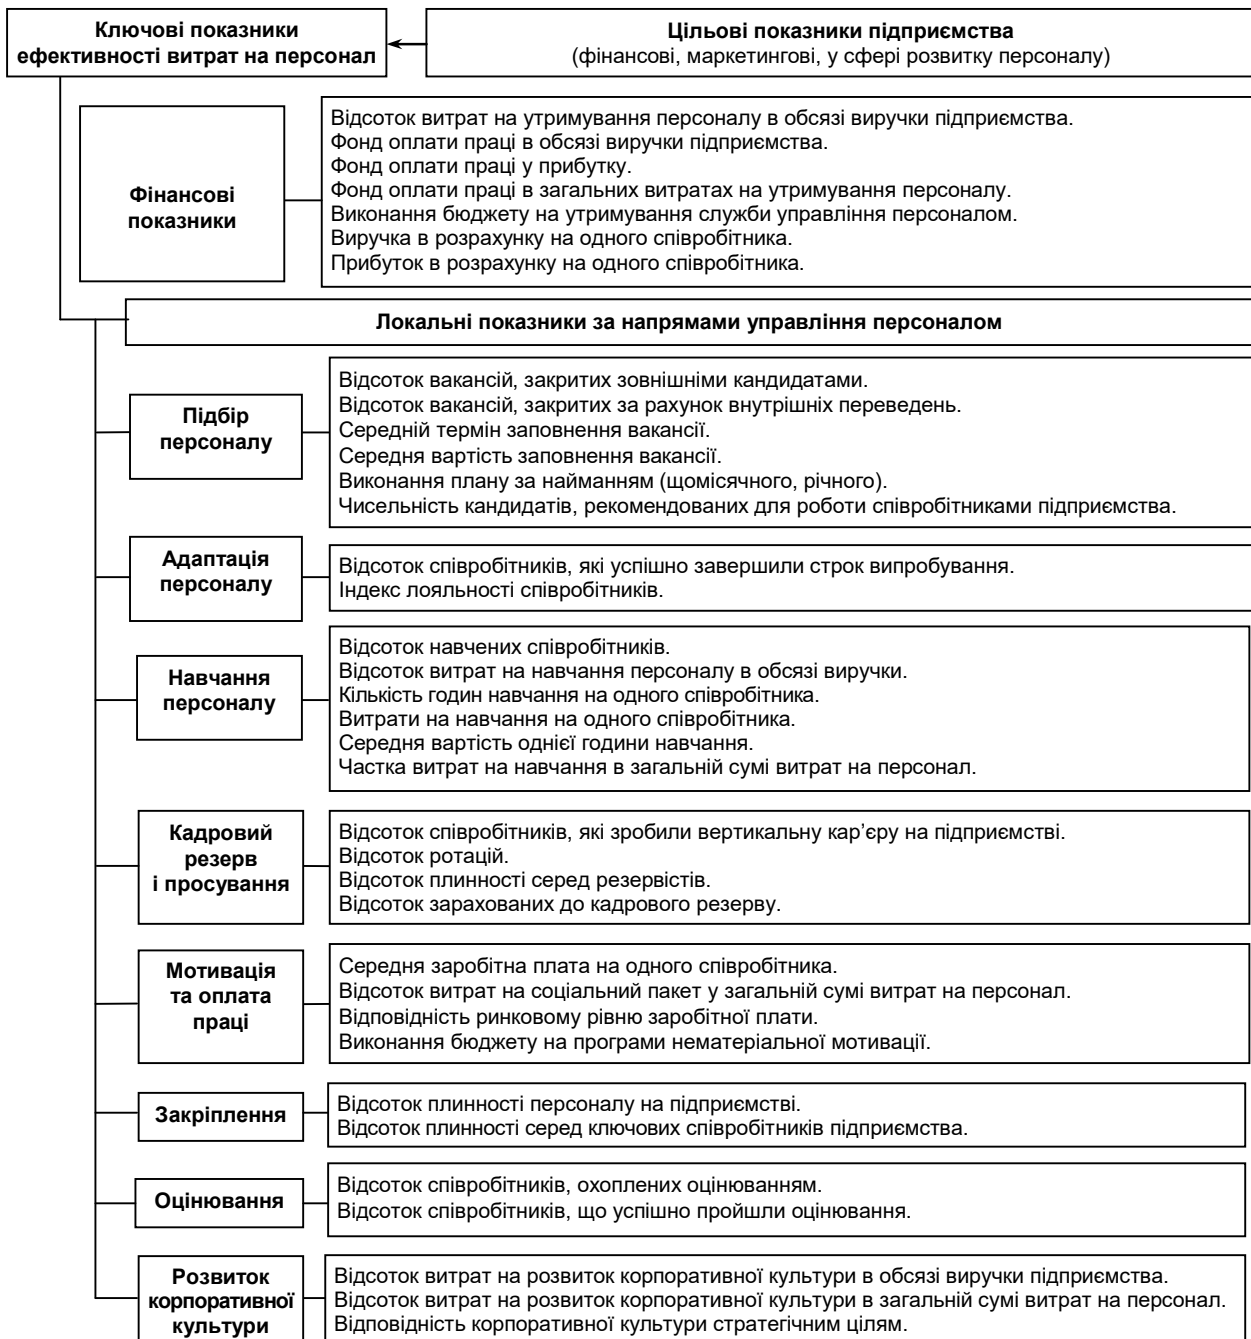 Ключові показники
ефективності витрат на персонал
Цільові показники підприємства
(фінансові, маркетингові, у сфері розвитку персоналу)
Фінансові
показники
Відсоток витрат на утримування персоналу в обсязі виручки підприємства.
Фонд оплати праці в обсязі виручки підприємства.
Фонд оплати праці у прибутку.
Фонд оплати праці в загальних витратах на утримування персоналу.
Виконання бюджету на утримування служби управління персоналом.
Виручка в розрахунку на одного співробітника.
Прибуток в розрахунку на одного співробітника.
Локальні показники за напрямами управління персоналом
Підбір
персоналу
Відсоток вакансій, закритих зовнішніми кандидатами.
Відсоток вакансій, закритих за рахунок внутрішніх переведень.
Середній термін заповнення вакансії.
Середня вартість заповнення вакансії.
Виконання плану за найманням (щомісячного, річного).
Чисельність кандидатів, рекомендованих для роботи співробітниками підприємства.
Адаптація
персоналу
Відсоток співробітників, які успішно завершили строк випробування.
Індекс лояльності співробітників.
Навчання
персоналу
Відсоток навчених співробітників.
Відсоток витрат на навчання персоналу в обсязі виручки.
Кількість годин навчання на одного співробітника.
Витрати на навчання на одного співробітника.
Середня вартість однієї години навчання.
Частка витрат на навчання в загальній сумі витрат на персонал.
Кадровий
резерв
і просування
Відсоток співробітників, які зробили вертикальну кар’єру на підприємстві.
Відсоток ротацій.
Відсоток плинності серед резервістів.
Відсоток зарахованих до кадрового резерву.
Мотивація
та оплата
праці
Середня заробітна плата на одного співробітника.
Відсоток витрат на соціальний пакет у загальній сумі витрат на персонал.
Відповідність ринковому рівню заробітної плати.
Виконання бюджету на програми нематеріальної мотивації.
Закріплення
Відсоток плинності персоналу на підприємстві.
Відсоток плинності серед ключових співробітників підприємства.
Оцінювання
Відсоток співробітників, охоплених оцінюванням.
Відсоток співробітників, що успішно пройшли оцінювання.
Розвиток
корпоративної
культури
Відсоток витрат на розвиток корпоративної культури в обсязі виручки підприємства.
Відсоток витрат на розвиток корпоративної культури в загальній сумі витрат на персонал.
Відповідність корпоративної культури стратегічним цілям.